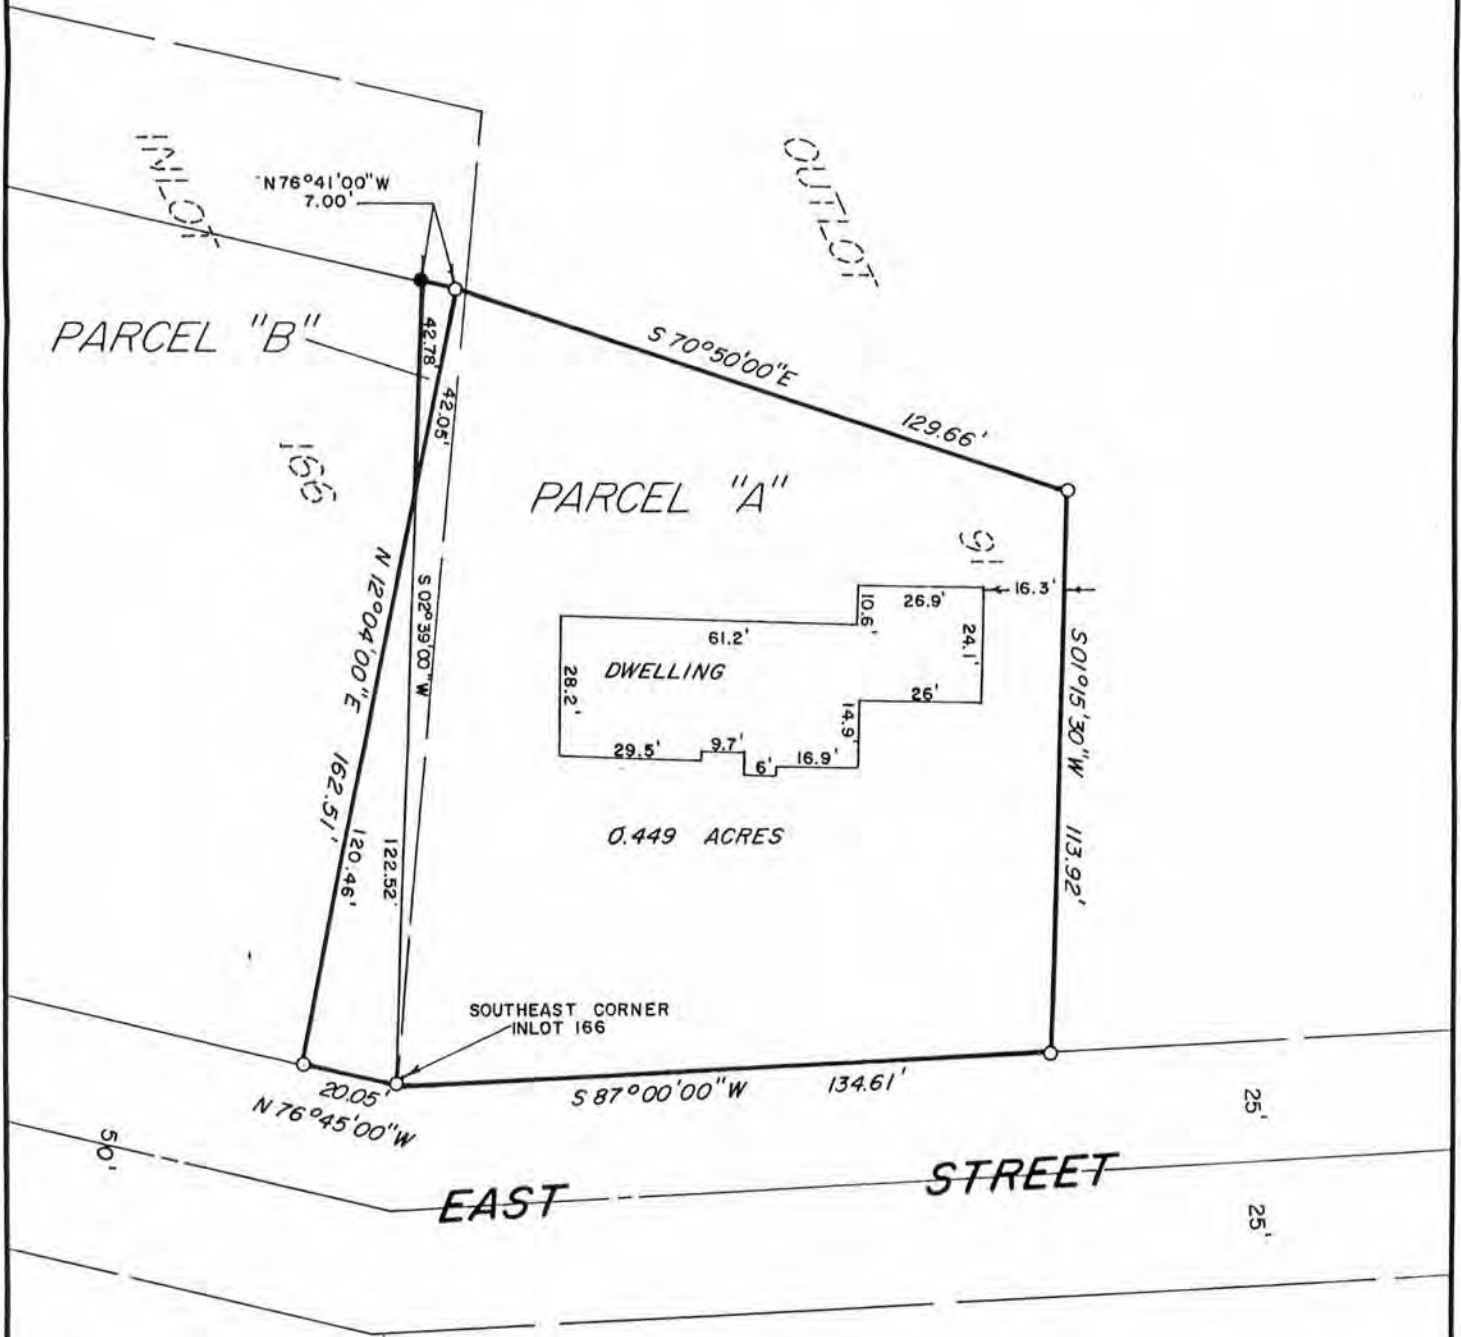 INLOT
OUTLOT
N 76°41'00" W
7.00'
PARCEL "B"
42.78'
S 70°50'00" E
129.66'
42.05'
166
PARCEL "A"
91
16.3'
10.6'
26.9'
61.2'
24.1'
DWELLING
28.2'
26'
14.9'
29.5'
9.7'
6'
16.9'
N 12°04'00" E 162.51'
S 02°39'00" W
S 01°15'30" W 113.92'
120.46'
122.52'
0.449 ACRES
SOUTHEAST CORNER
INLOT 166
20.05'
N 76°45'00" W
S 87°00'00" W 134.61'
50'
25'
EAST STREET
25'